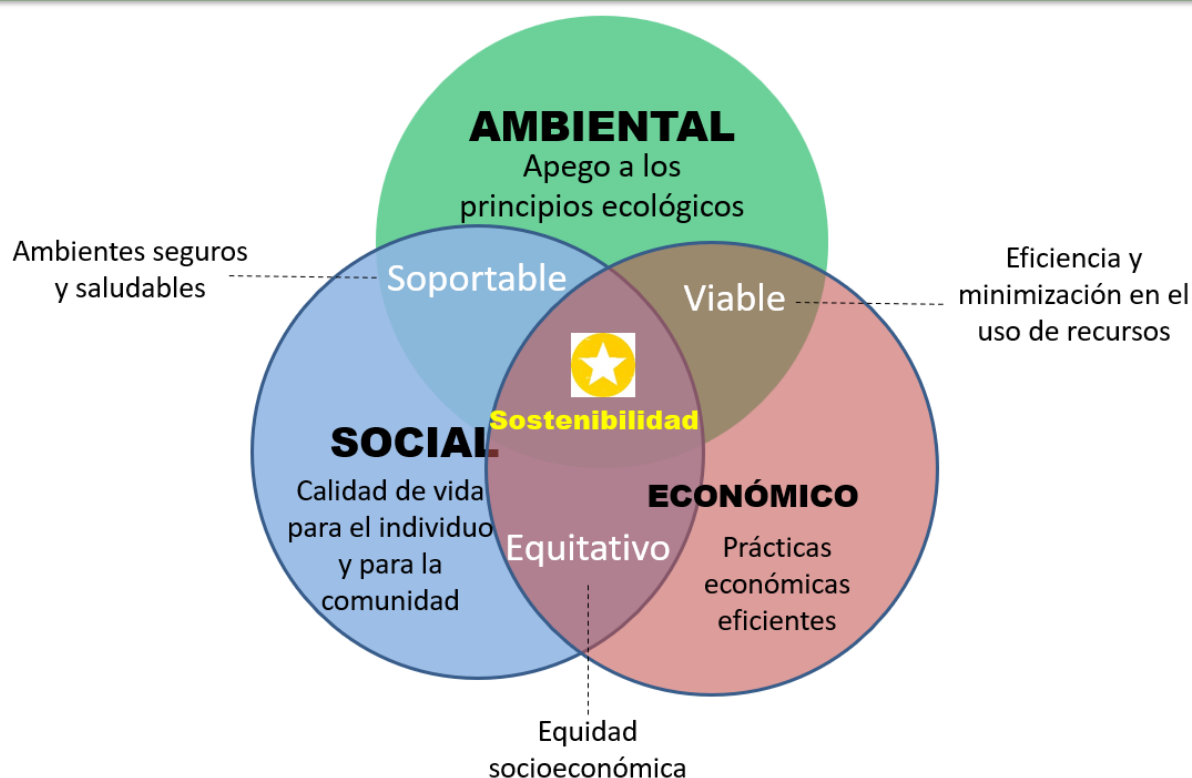 AMBIENTAL
Apego a los
principios ecológicos
Ambientes seguros
y saludables
Soportable
Viable
Eficiencia y
minimización en el
uso de recursos
Sostenibilidad
SOCIAL
Calidad de vida
para el individuo
y para la
comunidad
ECONÓMICO
Prácticas
económicas
eficientes
Equitativo
Equidad
socioeconómica